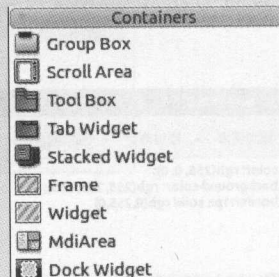 Containers
Group Box
Scroll Area
Tool Box
Tab Widget
Stacked Widget
Frame
Widget
MdiArea
Dock Widget